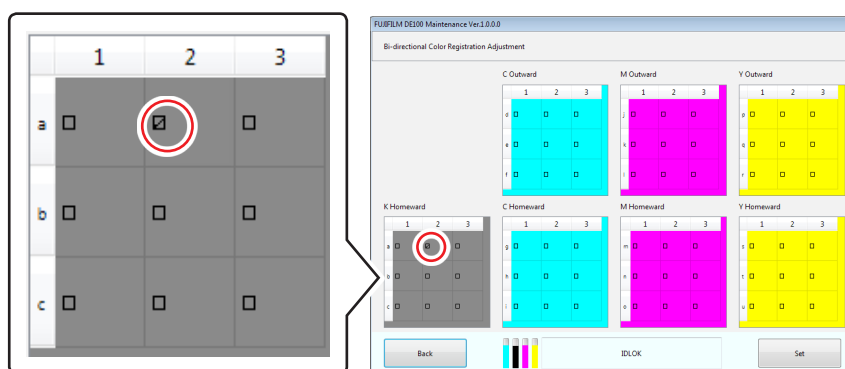 1 2 3
a
b
c
FUJIFILM DE100 Maintenance Ver.1.0.0.0
Bi-directional Color Registration Adjustment
C Outward M Outward Y Outward
1 2 3 1 2 3 1 2 3
d j p
e k q
f l r
K Homeward C Homeward M Homeward Y Homeward
1 2 3 1 2 3 1 2 3 1 2 3
a g m s
b h n t
c i o u
Back IDLOK Set